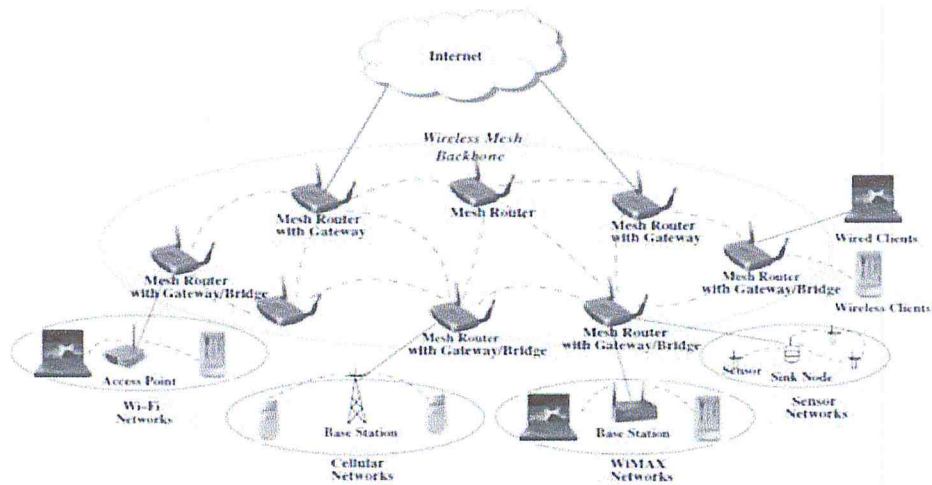 Internet
Wireless Mesh
Backbone
Mesh Router
with Gateway
Mesh Router
Mesh Router
with Gateway
Wired Clients
Mesh Router
with Gateway/Bridge
Mesh Router
with Gateway/Bridge
Wireless Clients
Mesh Router
with Gateway/Bridge
Mesh Router
with Gateway/Bridge
Access Point
Wi-Fi
Networks
Sensor
Sink Node
Sensor
Networks
Base Station
Cellular
Networks
Base Station
WiMAX
Networks